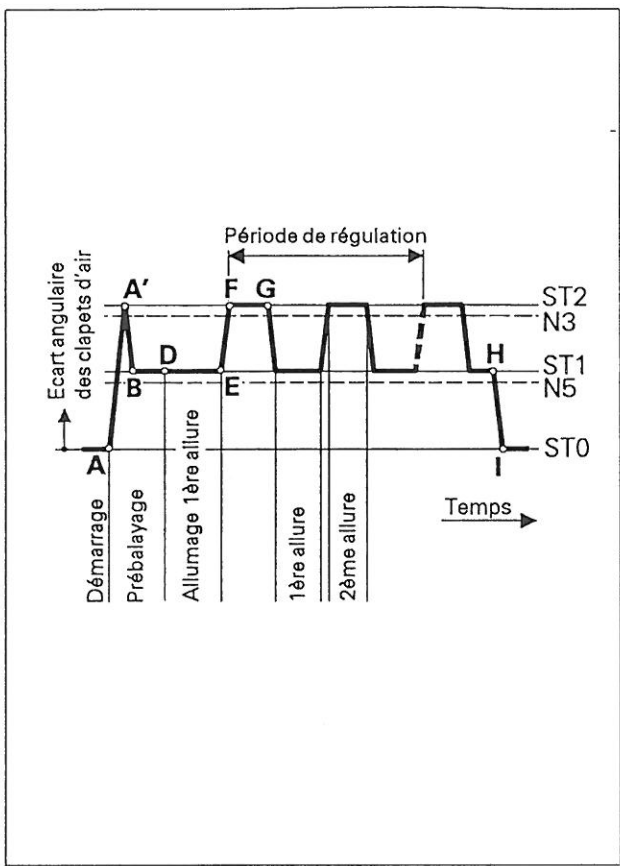 Période de régulation
Ecart angulaire
des clapets d'air
A'
F
G
ST2
N3
B
D
E
H
ST1
N5
A
I
ST0
Temps
Démarrage
Prébalayage
Allumage 1ère allure
1ère allure
2ème allure